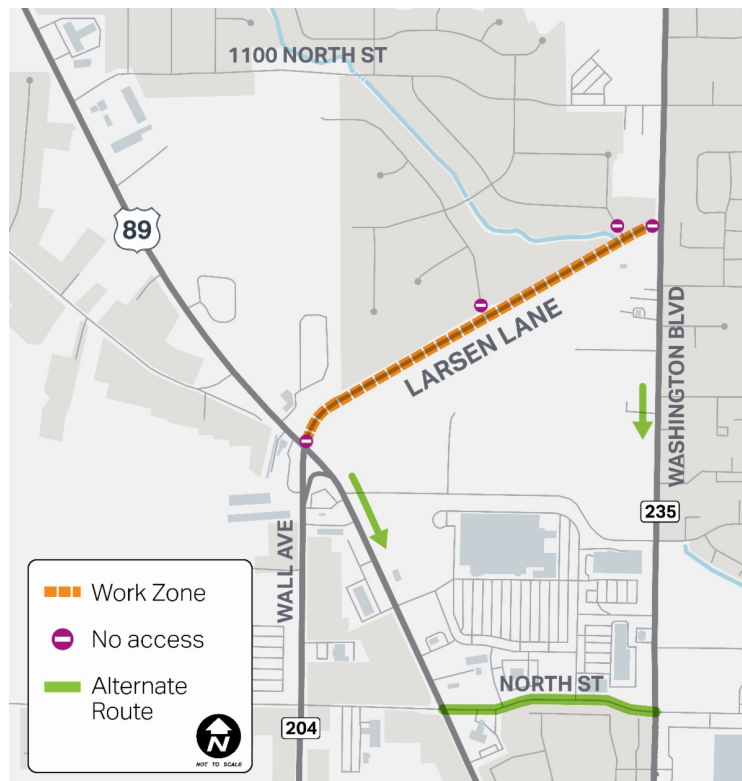 1100 NORTH ST
89
LARSEN LANE
WASHINGTON BLVD
235
WALL AVE
Work Zone
No access
Alternate
Route
N
NOT TO SCALE
204
NORTH ST